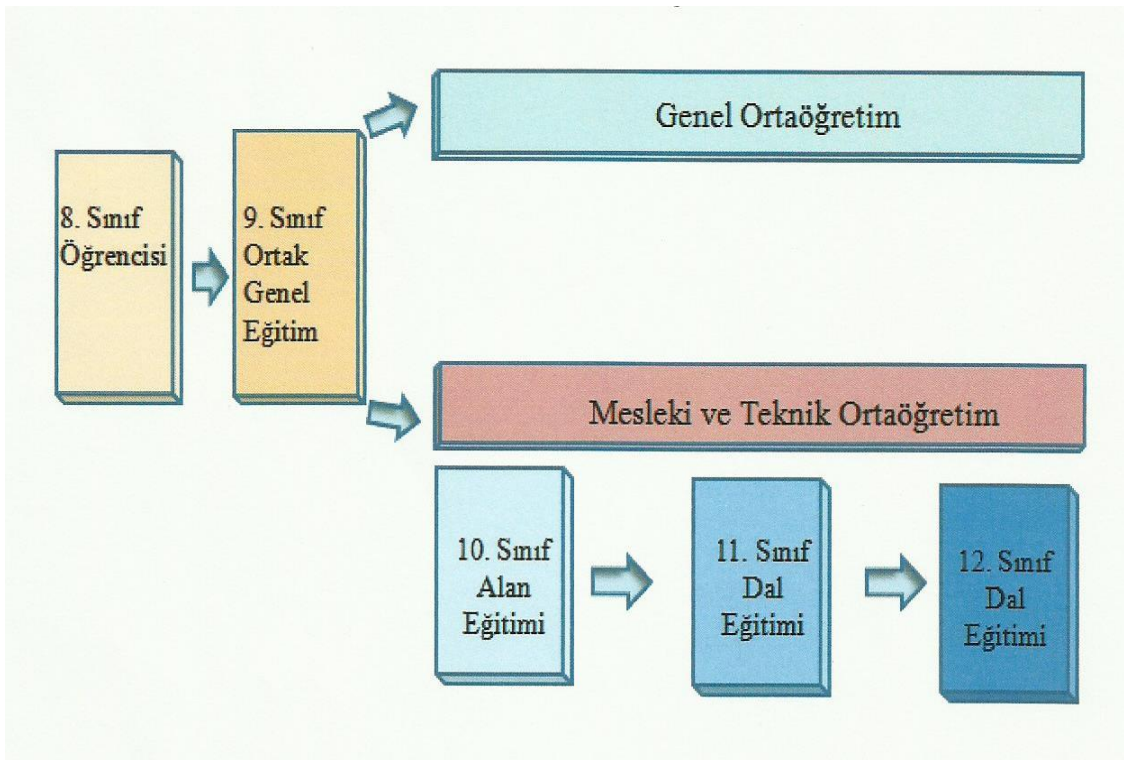 8. Sınıf
Öğrencisi
9. Sınıf
Ortak
Genel
Eğitim
Genel Ortaöğretim
Mesleki ve Teknik Ortaöğretim
10. Sınıf
Alan
Eğitimi
11. Sınıf
Dal
Eğitimi
12. Sınıf
Dal
Eğitimi